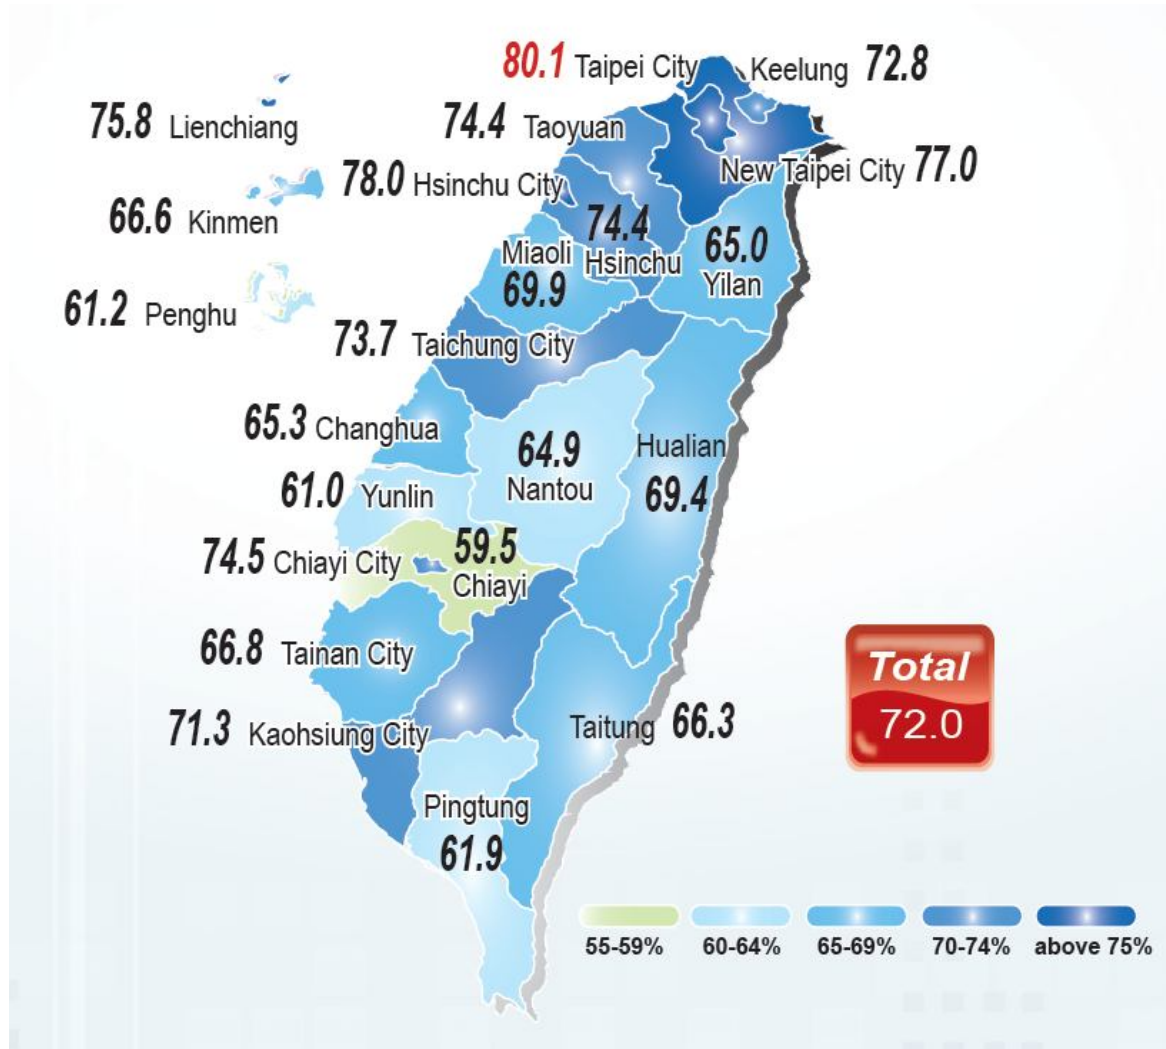 80.1 Taipei City
Keelung 72.8
75.8 Lienchiang
74.4 Taoyuan
New Taipei City 77.0
78.0 Hsinchu City
66.6 Kinmen
74.4
Hsinchu
65.0
Yilan
Miaoli
69.9
61.2 Penghu
73.7 Taichung City
65.3 Changhua
64.9
Nantou
Hualian
69.4
61.0 Yunlin
74.5 Chiayi City
59.5
Chiayi
66.8 Tainan City
Total
72.0
71.3 Kaohsiung City
Taitung 66.3
Pingtung
61.9
55-59%
60-64%
65-69%
70-74%
above 75%